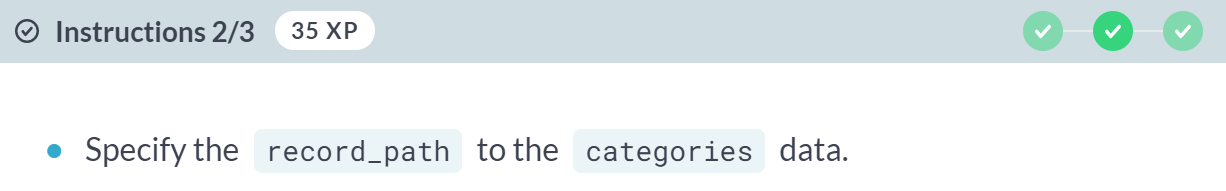 Instructions 2/3 35 XP
Specify the record_path to the categories data.